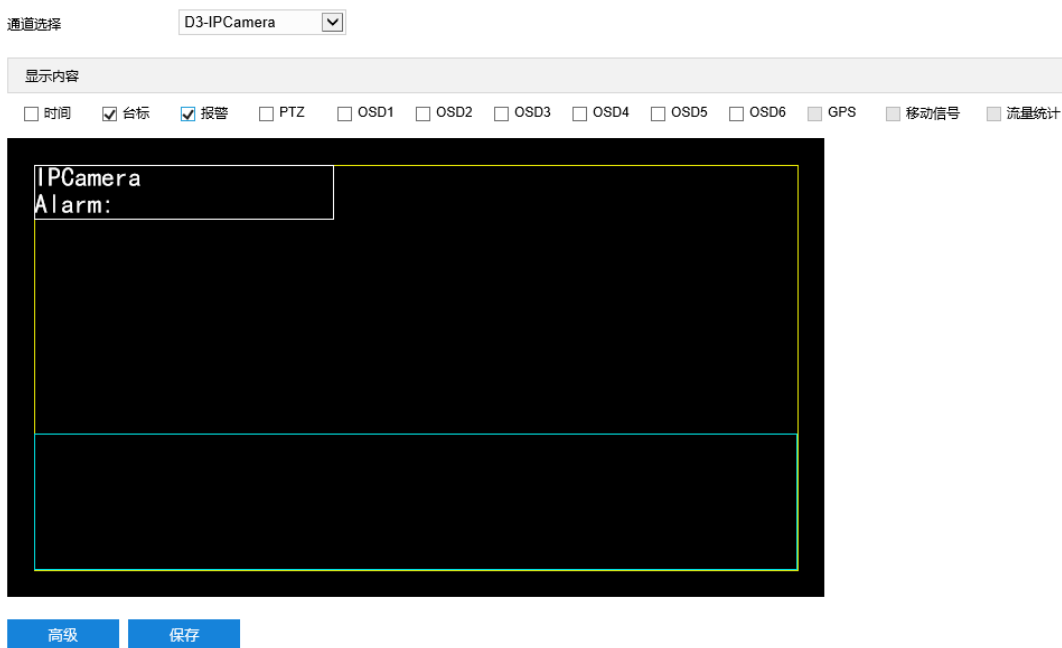 通道选择 D3-IPCamera
显示内容
时间 台标 报警 PTZ OSD1 OSD2 OSD3 OSD4 OSD5 OSD6 GPS 移动信号 流量统计
IPCamera
Alarm:
高级 保存